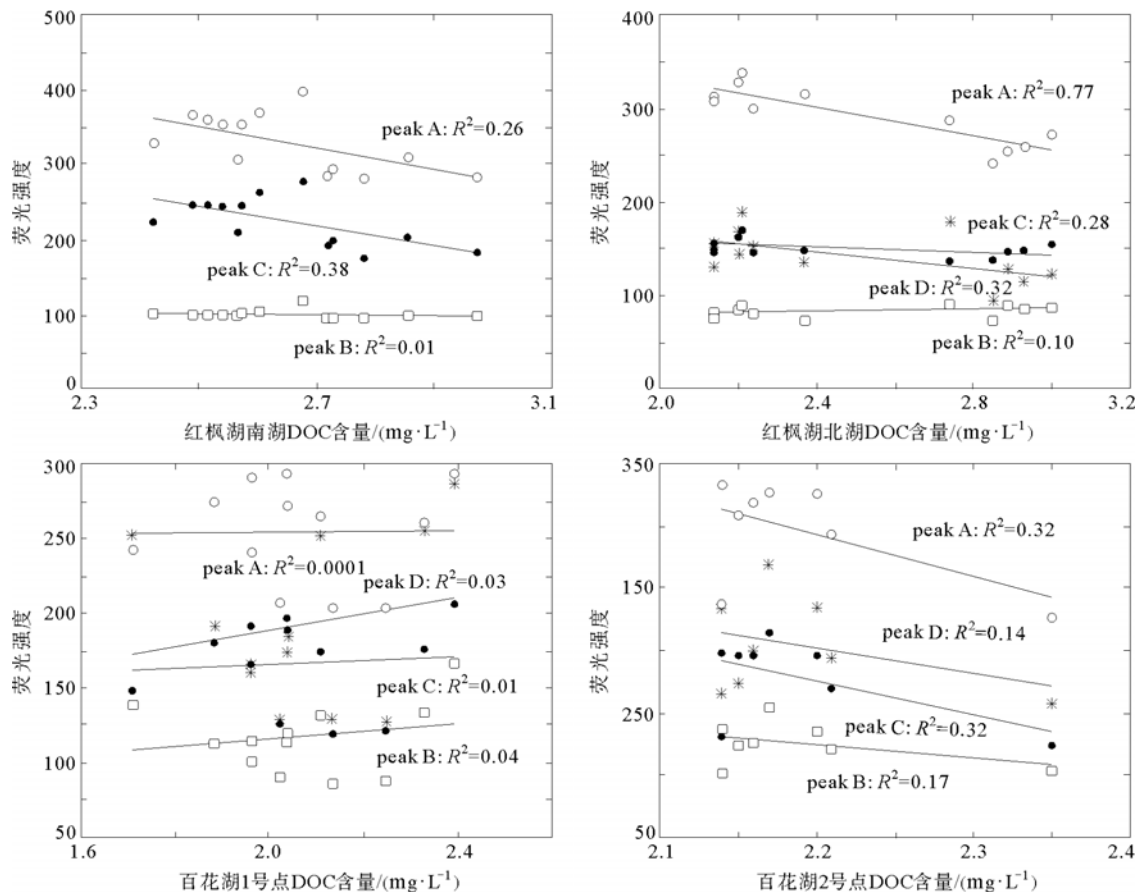 500
400
300
200
100
0
荧光强度
peak A: R²=0.26
peak C: R²=0.38
peak B: R²=0.01
2.3
2.7
3.1
红枫湖南湖DOC含量/(mg·L⁻¹)
400
300
200
100
0
荧光强度
peak A: R²=0.77
peak C: R²=0.28
peak D: R²=0.32
peak B: R²=0.10
2.0
2.4
2.8
3.2
红枫湖北湖DOC含量/(mg·L⁻¹)
300
250
200
150
100
50
荧光强度
peak A: R²=0.0001
peak D: R²=0.03
peak C: R²=0.01
peak B: R²=0.04
1.6
2.0
2.4
百花湖1号点DOC含量/(mg·L⁻¹)
350
150
250
50
荧光强度
peak A: R²=0.32
peak D: R²=0.14
peak C: R²=0.32
peak B: R²=0.17
2.1
2.2
2.3
2.4
百花湖2号点DOC含量/(mg·L⁻¹)